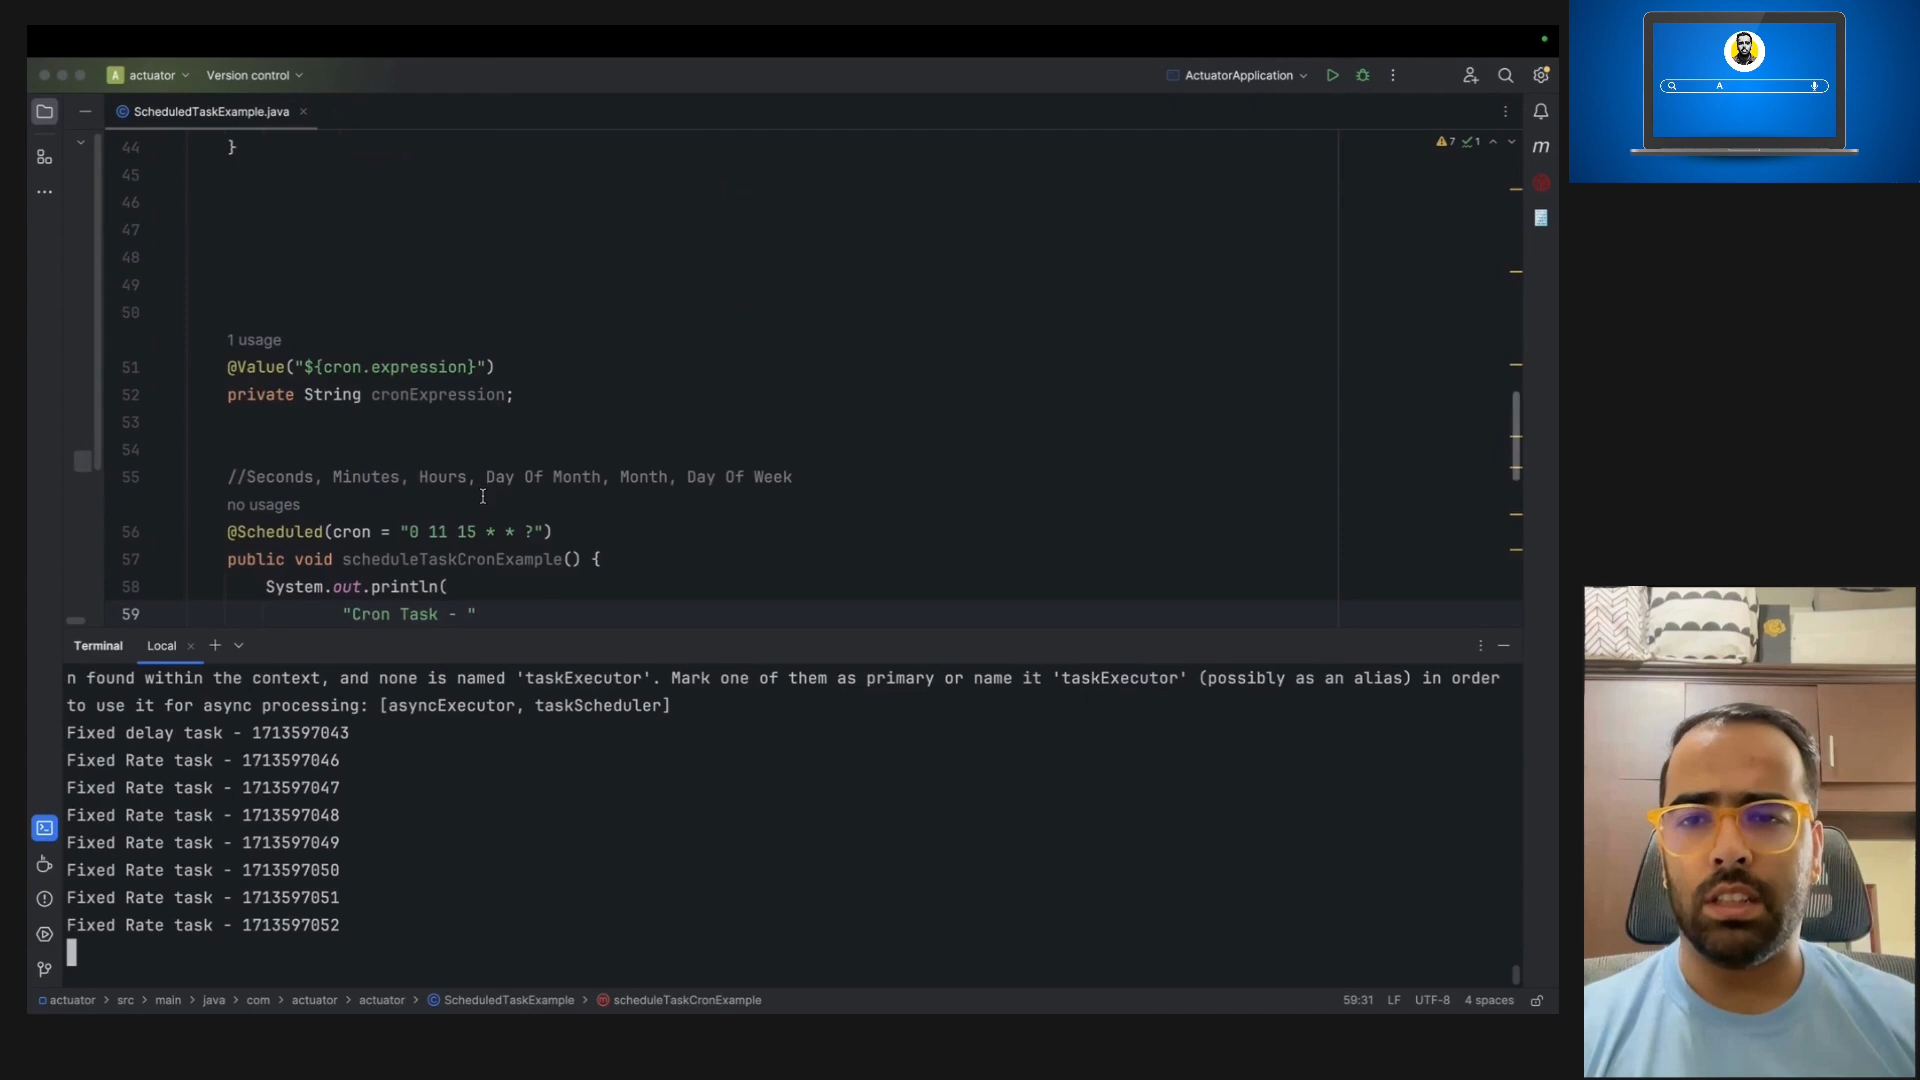 A actuator Version control ActuatorApplication
ScheduledTaskExample.java
A
44 }
7 1
45
46
47
48
49
50
1 usage
51 @Value("${cron.expression}")
52 private String cronExpression;
53
54
55 //Seconds, Minutes, Hours, Day Of Month, Month, Day Of Week
no usages
56 @Scheduled(cron = "0 11 15 * * ?")
57 public void scheduleTaskCronExample() {
58 System.out.println(
59 "Cron Task - "
Terminal Local
n found within the context, and none is named 'taskExecutor'. Mark one of them as primary or name it 'taskExecutor' (possibly as an alias) in order
to use it for async processing: [asyncExecutor, taskScheduler]
Fixed delay task - 1713597043
Fixed Rate task - 1713597046
Fixed Rate task - 1713597047
Fixed Rate task - 1713597048
Fixed Rate task - 1713597049
Fixed Rate task - 1713597050
Fixed Rate task - 1713597051
Fixed Rate task - 1713597052
actuator > src > main > java > com > actuator > actuator > ScheduledTaskExample > scheduleTaskCronExample 59:31 LF UTF-8 4 spaces